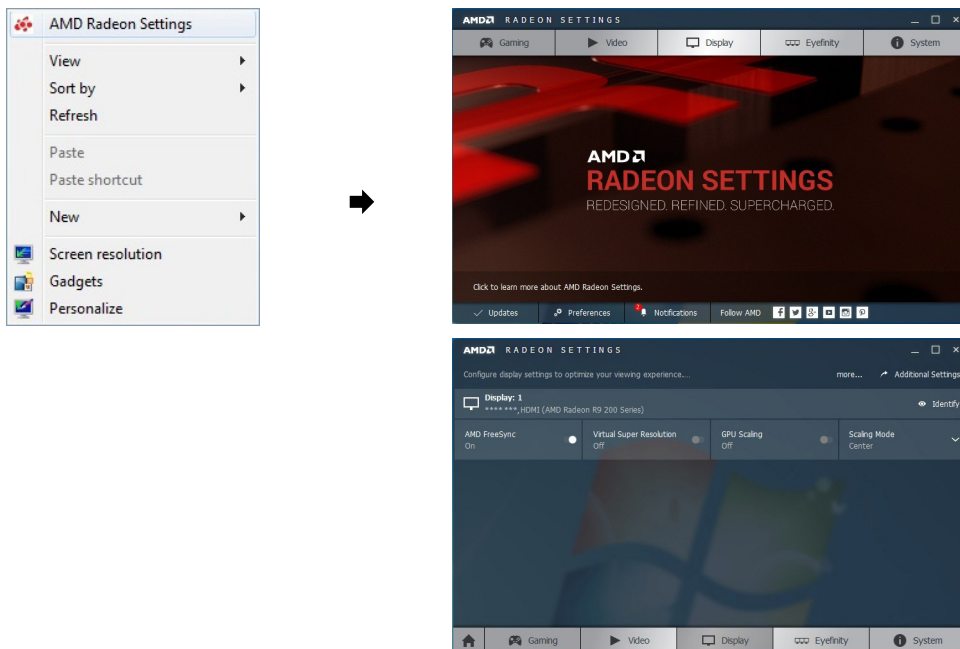 AMD Radeon Settings
View
Sort by
Refresh
Paste
Paste shortcut
New
Screen resolution
Gadgets
Personalize
AMD RADEON SETTINGS
Gaming Video Display Eyefinity System
AMD
RADEON SETTINGS
REDESIGNED. REFINED. SUPERCHARGED.
Click to learn more about AMD Radeon Settings.
Updates Preferences 2 Notifications Follow AMD
AMD RADEON SETTINGS
Configure display settings to optimize your viewing experience.... more... Additional Settings
Display: 1 Identify
**** ***, HDMI (AMD Radeon R9 200 Series)
AMD FreeSync Virtual Super Resolution GPU Scaling Scaling Mode
On Off Off Center
Gaming Video Display Eyefinity System